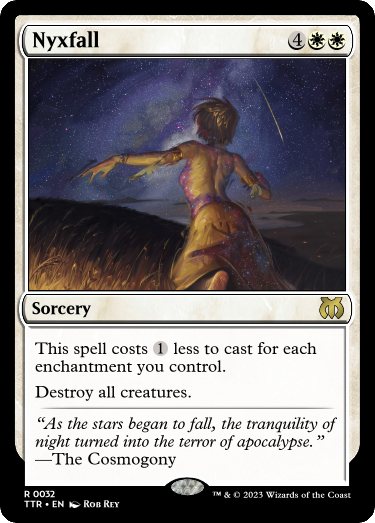 Nyxfall 4
Sorcery
This spell costs 1 less to cast for each
enchantment you control.
Destroy all creatures.
“As the stars began to fall, the tranquility of
night turned into the terror of apocalypse.”
—The Cosmogony
R 0032
TTR • EN Rob Rey ™ & © 2023 Wizards of the Coast